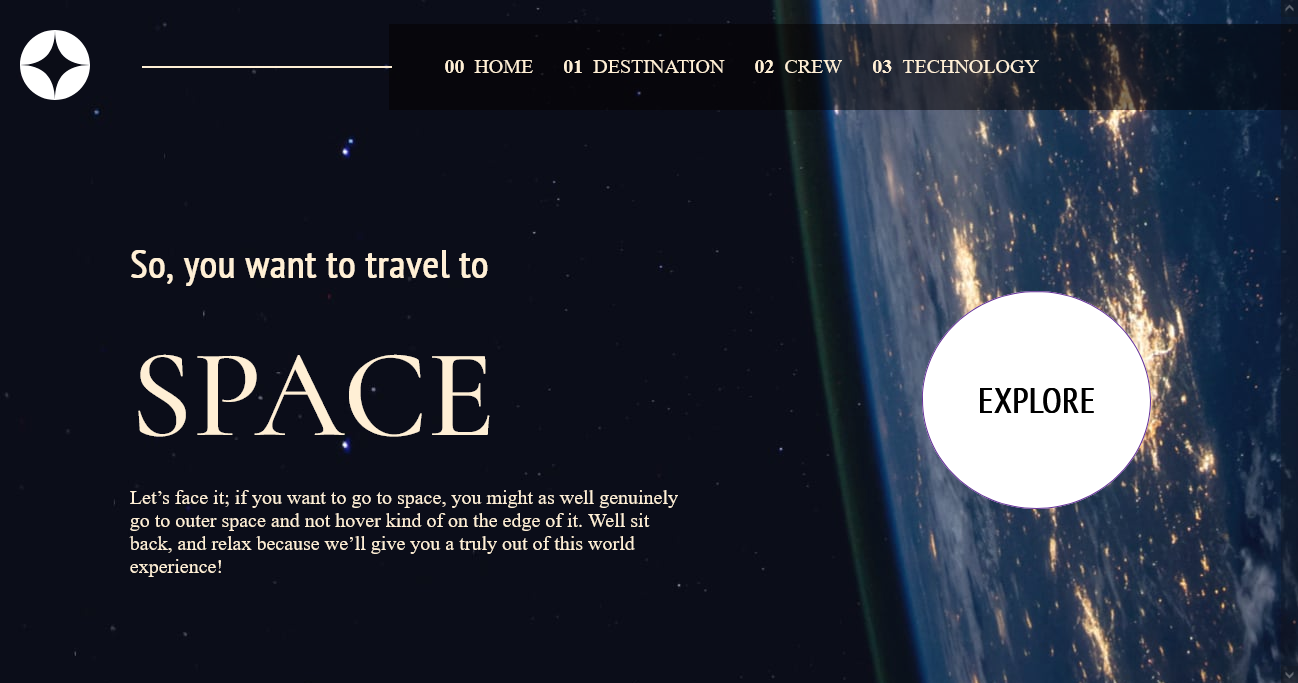 00 HOME 01 DESTINATION 02 CREW 03 TECHNOLOGY
So, you want to travel to
SPACE
Let’s face it; if you want to go to space, you might as well genuinely
go to outer space and not hover kind of on the edge of it. Well sit
back, and relax because we’ll give you a truly out of this world
experience!
EXPLORE